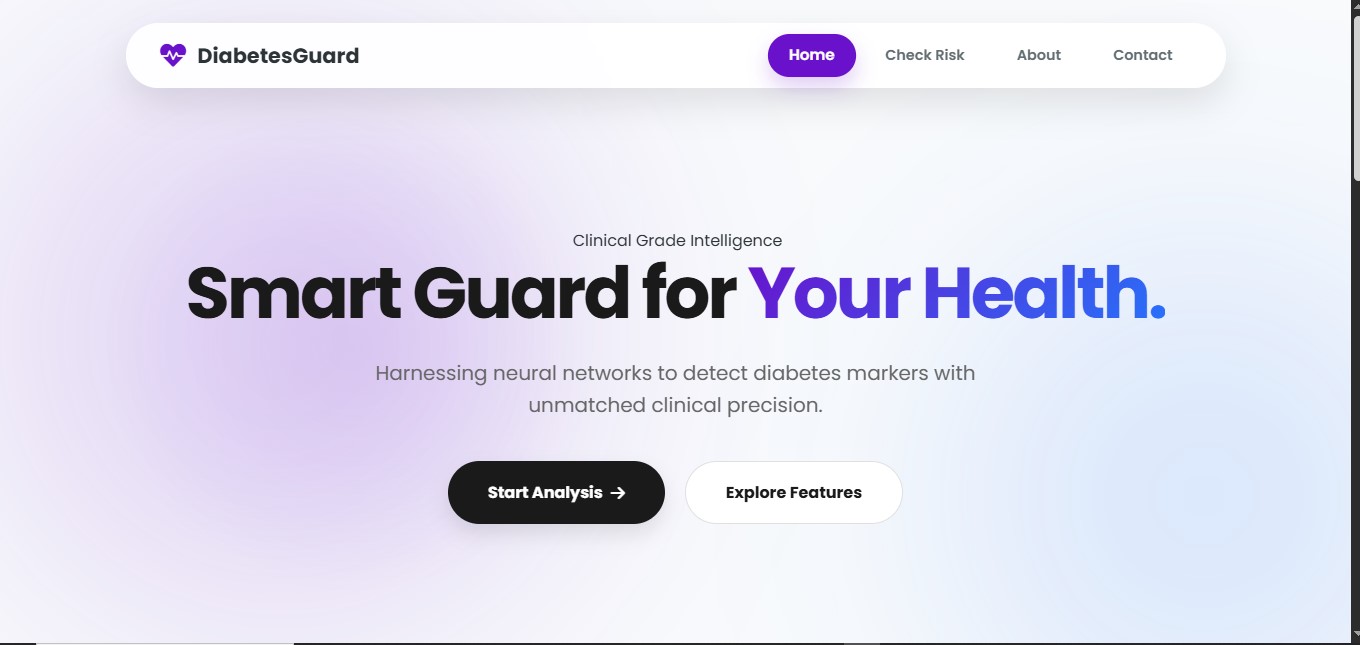 DiabetesGuard
Home
Check Risk
About
Contact
Clinical Grade Intelligence
Smart Guard for Your Health.
Harnessing neural networks to detect diabetes markers with
unmatched clinical precision.
Start Analysis →
Explore Features